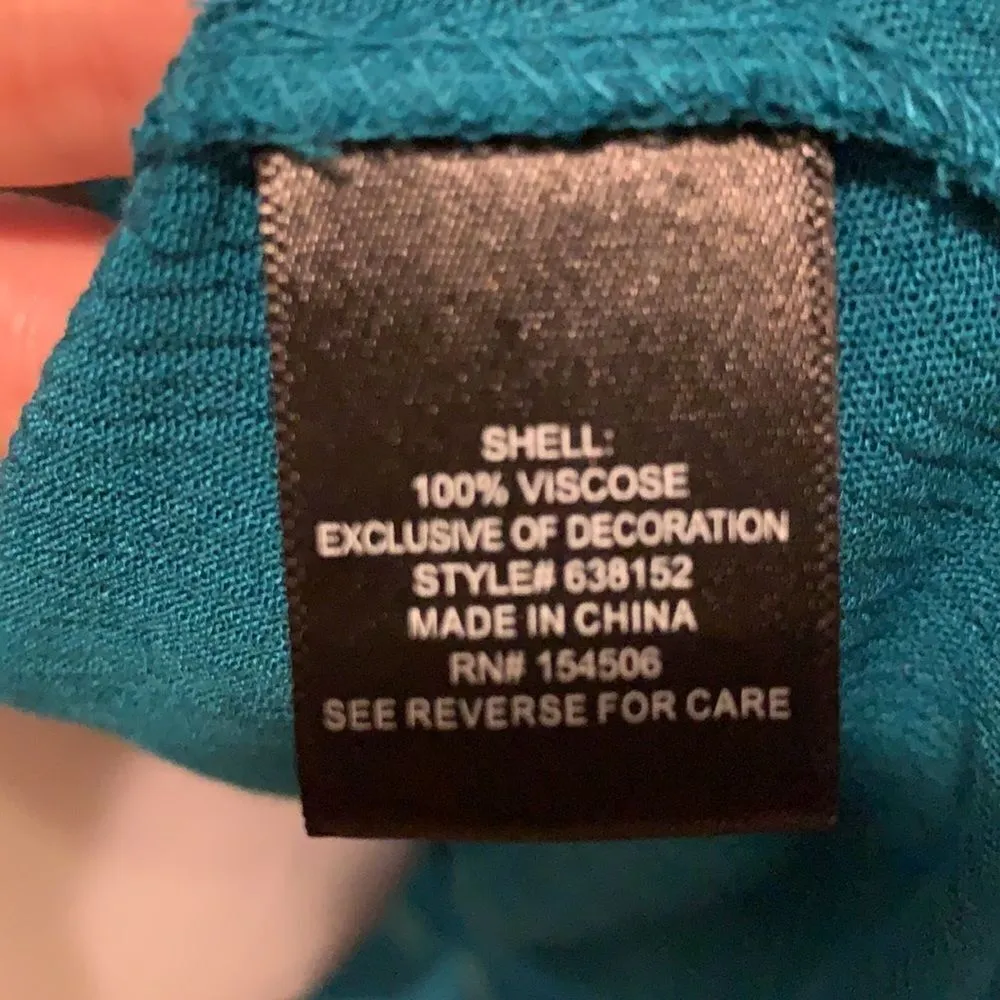 SHELL:
100% VISCOSE
EXCLUSIVE OF DECORATION
STYLE# 638152
MADE IN CHINA
RN# 154506
SEE REVERSE FOR CARE